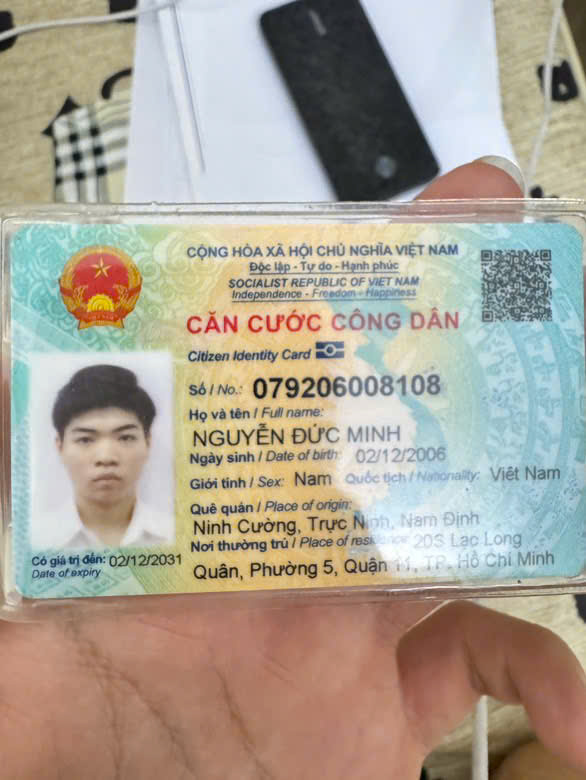 CỘNG HÒA XÃ HỘI CHỦ NGHĨA VIỆT NAM
Độc lập - Tự do - Hạnh phúc
SOCIALIST REPUBLIC OF VIET NAM
Independence - Freedom - Happiness
CĂN CƯỚC CÔNG DÂN
Citizen Identity Card
Số / No.: 079206008108
Họ và tên / Full name:
NGUYỄN ĐỨC MINH
Ngày sinh / Date of birth: 02/12/2006
Giới tính / Sex: Nam Quốc tịch / Nationality: Việt Nam
Quê quán / Place of origin:
Ninh Cường, Trực Ninh, Nam Định
Nơi thường trú / Place of residence: 20S Lạc Long
Quân, Phường 5, Quận 11, TP. Hồ Chí Minh
Có giá trị đến: 02/12/2031
Date of expiry